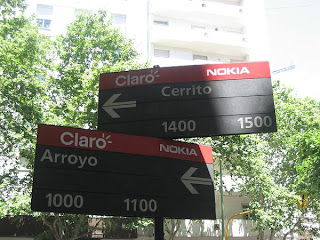 Claro NOKIA
Cerrito
1400 1500
Claro NOKIA
Arroyo
1000 1100